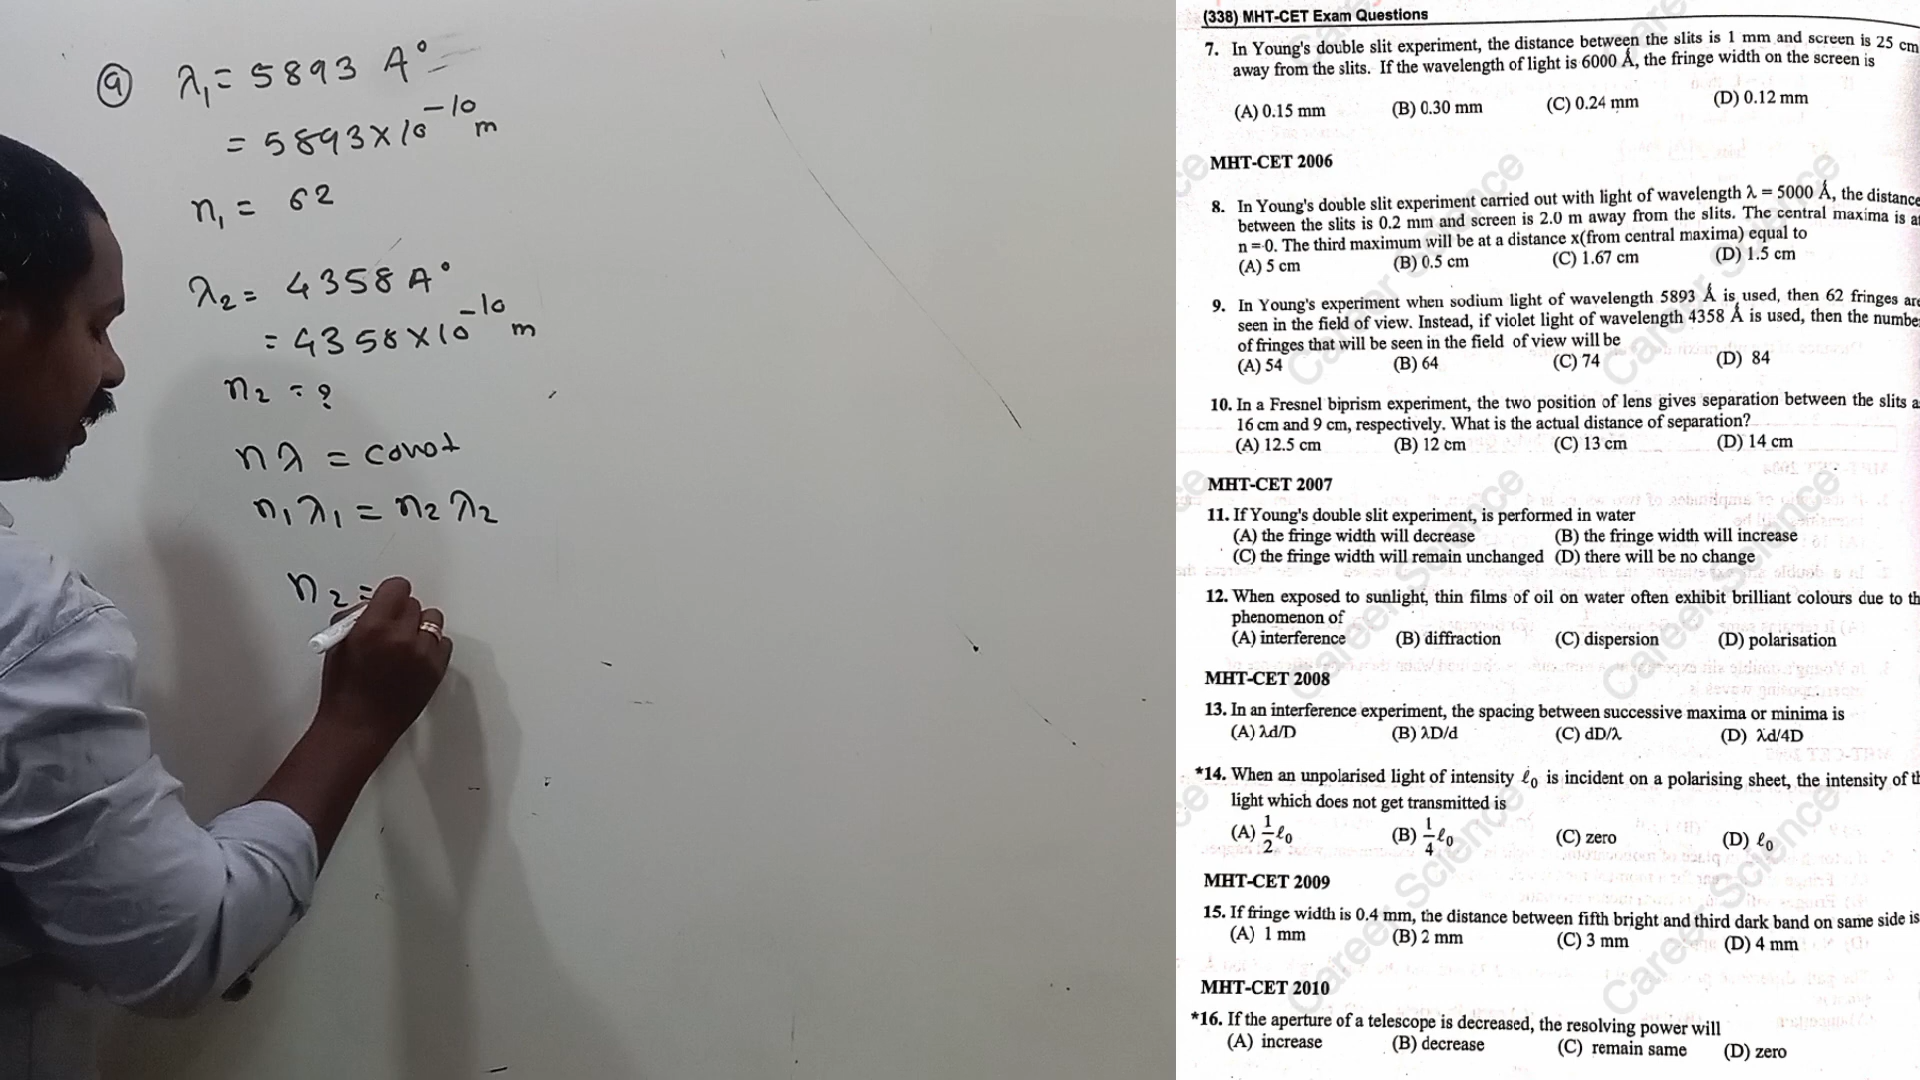 9 λ₁ = 5893 A°
= 5893 × 10⁻¹⁰ m
n₁ = 62
λ₂ = 4358 A°
= 4358 × 10⁻¹⁰ m
n₂ = ?
nλ = const
n₁ λ₁ = n₂ λ₂
n₂ =
(338) MHT-CET Exam Questions
7. In Young's double slit experiment, the distance between the slits is 1 mm and screen is 25 cm
away from the slits. If the wavelength of light is 6000 Å, the fringe width on the screen is
(A) 0.15 mm (B) 0.30 mm (C) 0.24 mm (D) 0.12 mm
MHT-CET 2006
8. In Young's double slit experiment carried out with light of wavelength λ = 5000 Å, the distance
between the slits is 0.2 mm and screen is 2.0 m away from the slits. The central maxima is
n = 0. The third maximum will be at a distance x(from central maxima) equal to
(A) 5 cm (B) 0.5 cm (C) 1.67 cm (D) 1.5 cm
9. In Young's experiment when sodium light of wavelength 5893 Å is used, then 62 fringes are
seen in the field of view. Instead, if violet light of wavelength 4358 Å is used, then the numbe
of fringes that will be seen in the field of view will be
(A) 54 (B) 64 (C) 74 (D) 84
10. In a Fresnel biprism experiment, the two position of lens gives separation between the slits
16 cm and 9 cm, respectively. What is the actual distance of separation?
(A) 12.5 cm (B) 12 cm (C) 13 cm (D) 14 cm
MHT-CET 2007
11. If Young's double slit experiment, is performed in water
(A) the fringe width will decrease (B) the fringe width will increase
(C) the fringe width will remain unchanged (D) there will be no change
12. When exposed to sunlight, thin films of oil on water often exhibit brilliant colours due to th
phenomenon of
(A) interference (B) diffraction (C) dispersion (D) polarisation
MHT-CET 2008
13. In an interference experiment, the spacing between successive maxima or minima is
(A) λd/D (B) λD/d (C) dD/λ (D) λd/4D
*14. When an unpolarised light of intensity ℓ₀ is incident on a polarising sheet, the intensity of th
light which does not get transmitted is
(A) 1/2 ℓ₀ (B) 1/4 ℓ₀ (C) zero (D) ℓ₀
MHT-CET 2009
15. If fringe width is 0.4 mm, the distance between fifth bright and third dark band on same side is
(A) 1 mm (B) 2 mm (C) 3 mm (D) 4 mm
MHT-CET 2010
*16. If the aperture of a telescope is decreased, the resolving power will
(A) increase (B) decrease (C) remain same (D) zero
Career Science